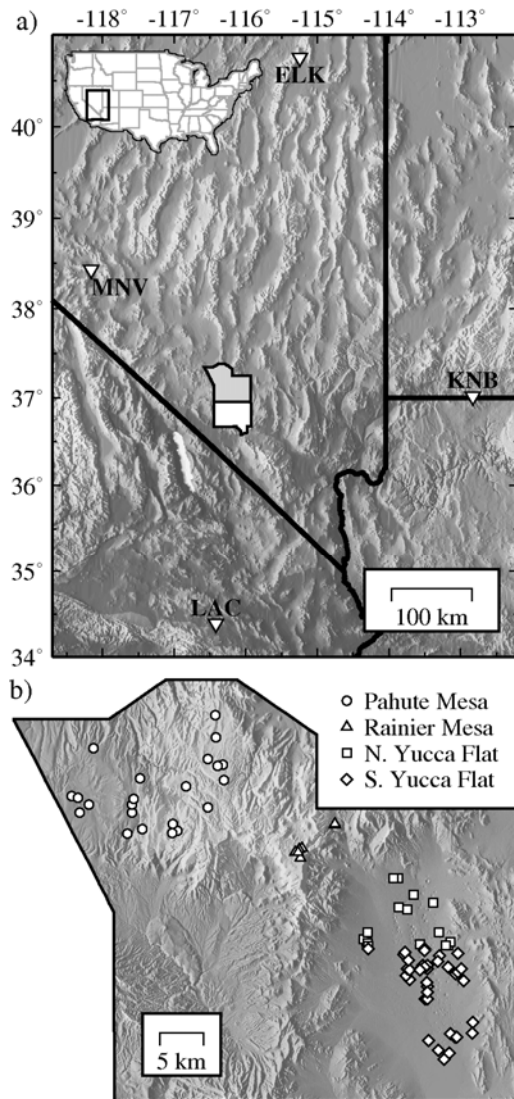 a)
-118° -117° -116° -115° -114° -113°
ELK
40°
39°
MNV
38°
37°
KNB
36°
35°
LAC
100 km
34°
b)
Pahute Mesa
Rainier Mesa
N. Yucca Flat
S. Yucca Flat
5 km